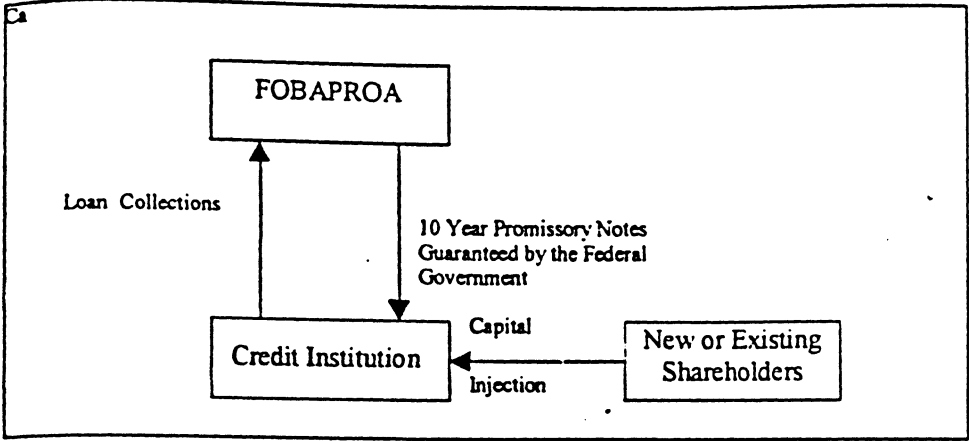 Ca
FOBAPROA
Loan Collections
10 Year Promissory Notes
Guaranteed by the Federal
Government
Capital
Injection
Credit Institution
New or Existing
Shareholders